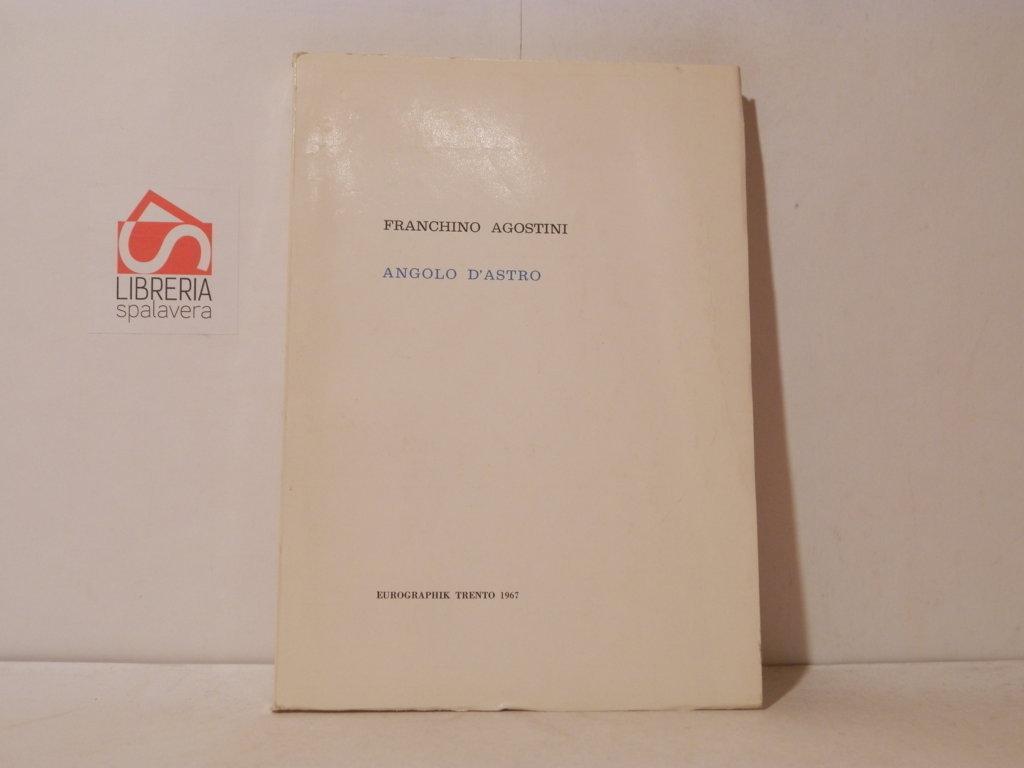 FRANCHINO AGOSTINI
ANGOLO D'ASTRO
EUROGRAPHIK TRENTO 1967
LIBRERIA
spalavera